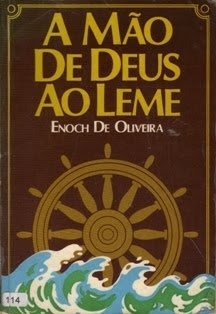 A MÃO
DE DEUS
AO LEME
ENOCH DE OLIVEIRA
114